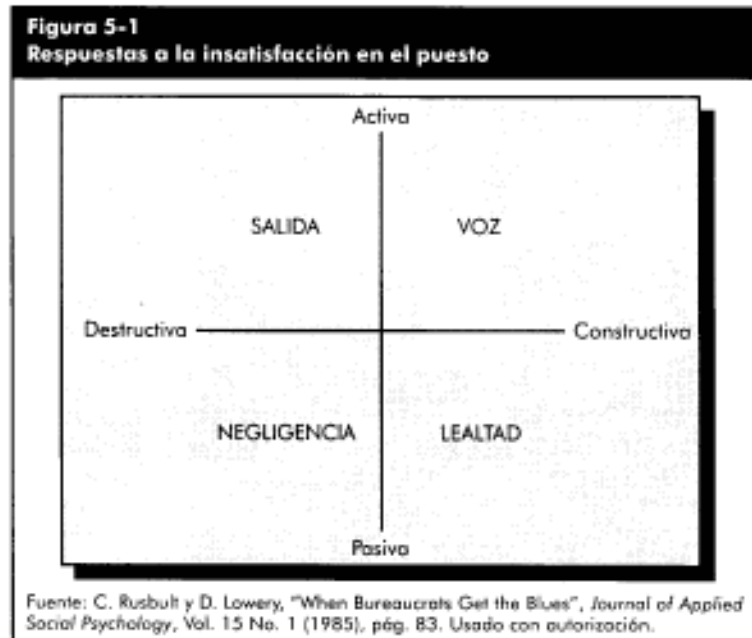 Figura 5-1
Respuestas a la insatisfacción en el puesto
Activa
SALIDA VOZ
Destructiva Constructiva
NEGLIGENCIA LEALTAD
Pasiva
Fuente: C. Rusbult y D. Lowery, "When Bureaucrats Get the Blues", Journal of Applied
Social Psychology, Vol. 15 No. 1 (1985), pág. 83. Usado con autorización.